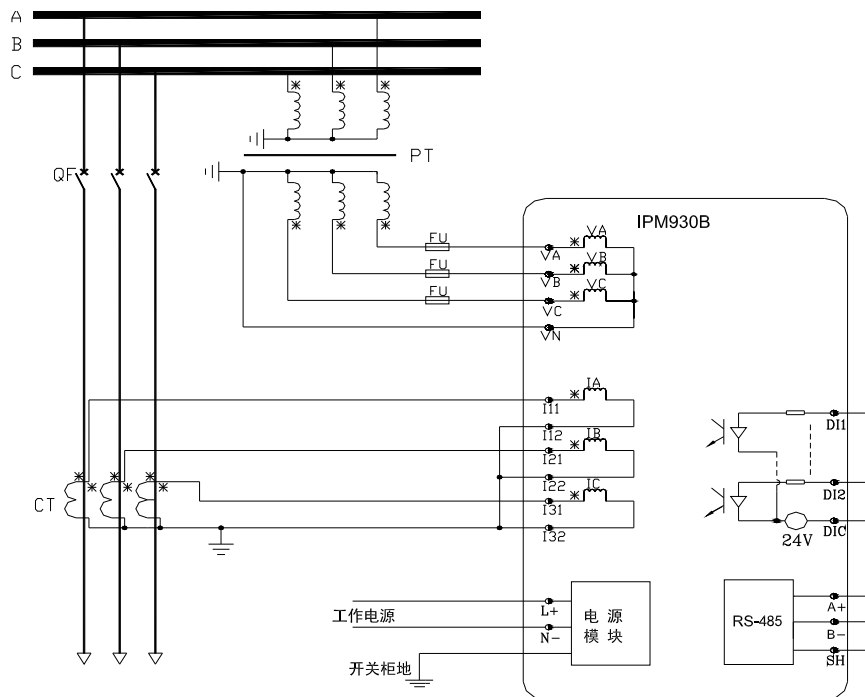 A
B
C
QF
PT
IPM930B
FU
VA
VA
FU
VB
VB
FU
VC
VC
VN
IA
I11
I12
IB
I21
I22
IC
I31
I32
CT
DI1
DI2
24V
DIC
工作电源
L+
N-
电 源
模 块
开关柜地
RS-485
A+
B-
SH